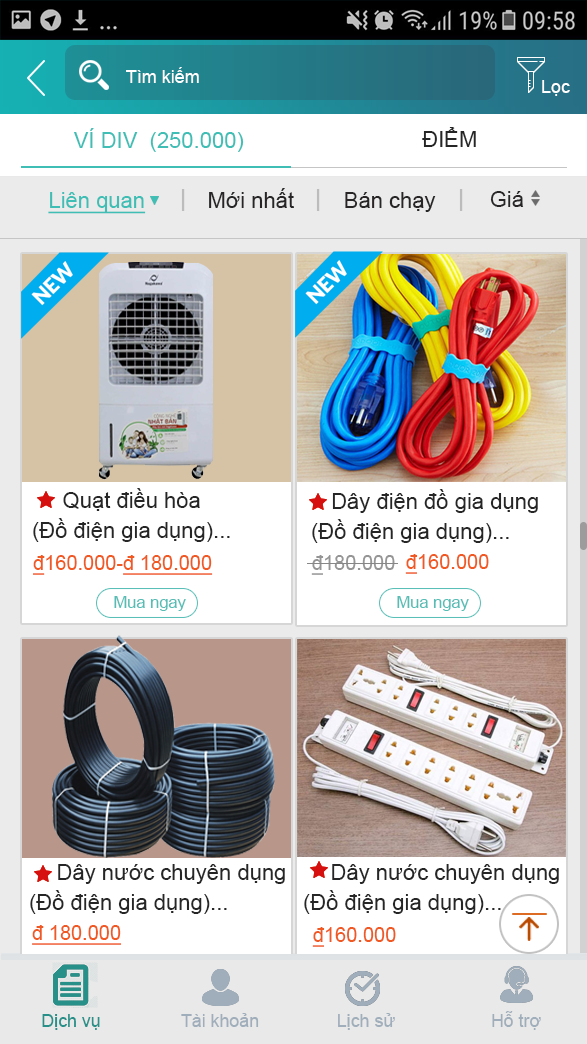 ... 19% 09:58
Tìm kiếm
Lọc
VÍ DIV (250.000) ĐIỂM
Liên quan | Mới nhất | Bán chạy | Giá
NEW
NEW
NHẬT BẢN
Quạt điều hòa
(Đồ điện gia dụng)...
đ160.000-đ 180.000
Mua ngay
Dây điện đồ gia dụng
(Đồ điện gia dụng)...
đ180.000 đ160.000
Mua ngay
Dây nước chuyên dụng
(Đồ điện gia dụng)...
đ 180.000
Dây nước chuyên dụng
(Đồ điện gia dụng)...
đ160.000
Dịch vụ Tài khoản Lịch sử Hỗ trợ